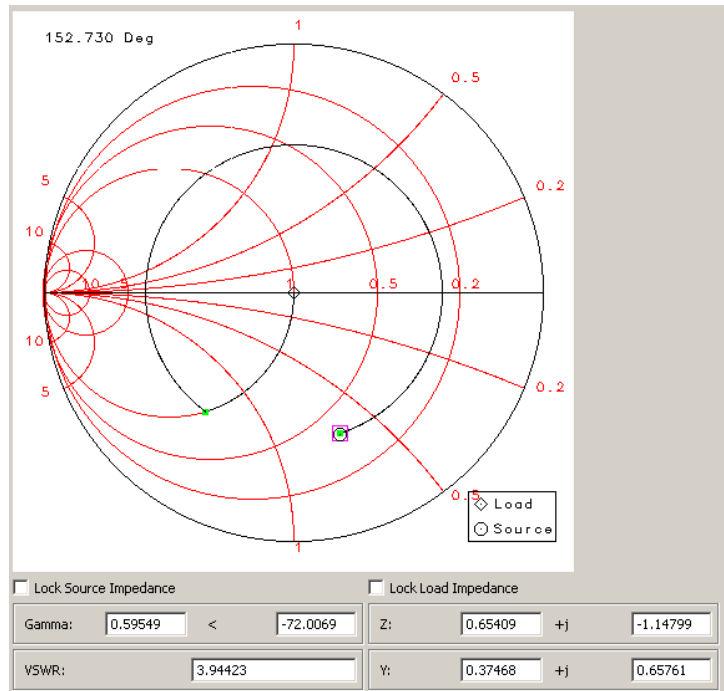 152.730 Deg
1
0.5
0.2
5
10
10 5 1 0.5 0.2
10
5
0.2
0.5
1
Load
Source
Lock Source Impedance
Lock Load Impedance
Gamma: 0.59549 < -72.0069
Z: 0.65409 +j -1.14799
VSWR: 3.94423
Y: 0.37468 +j 0.65761